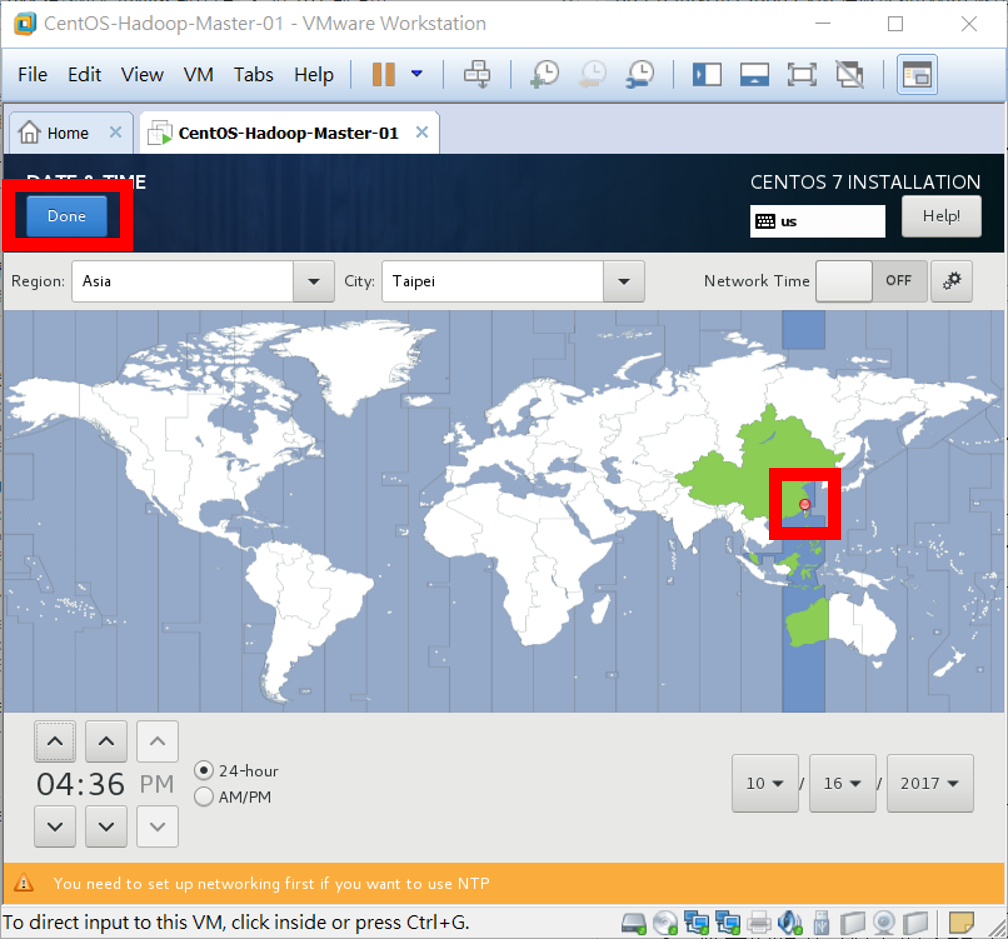 CentOS-Hadoop-Master-01 - VMware Workstation
File Edit View VM Tabs Help
Home CentOS-Hadoop-Master-01
DATE & TIME CENTOS 7 INSTALLATION
Done us Help!
Region: Asia City: Taipei Network Time OFF
04:36 PM
24-hour
AM/PM
10 / 16 / 2017
You need to set up networking first if you want to use NTP
To direct input to this VM, click inside or press Ctrl+G.